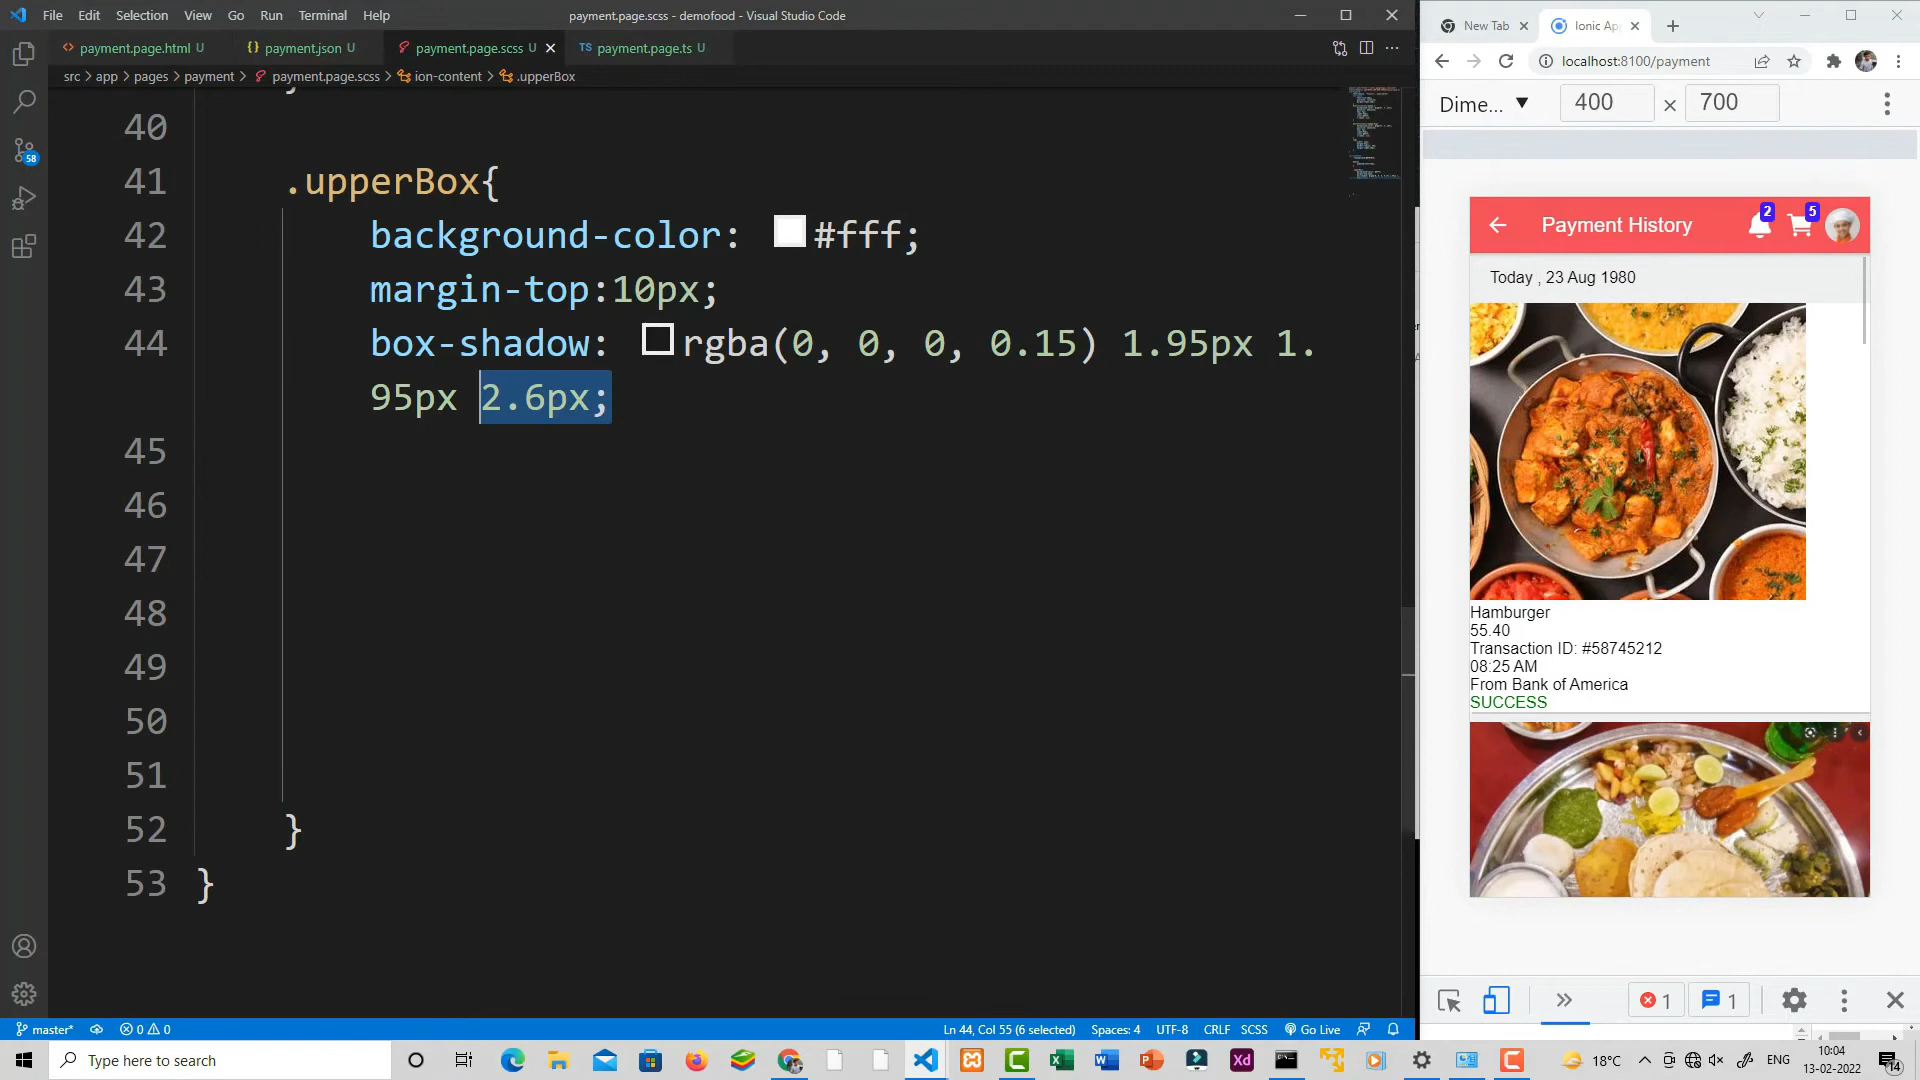 File Edit Selection View Go Run Terminal Help
payment.page.scss - demofood - Visual Studio Code
payment.page.html U
payment.json U
payment.page.scss U
TS payment.page.ts U
src > app > pages > payment > payment.page.scss > ion-content > .upperBox
40
41 .upperBox{
42 background-color: #fff;
43 margin-top:10px;
44 box-shadow: rgba(0, 0, 0, 0.15) 1.95px 1.
95px 2.6px;
45
46
47
48
49
50
51
52 }
53 }
58
master*
0 0
Ln 44, Col 55 (6 selected)
Spaces: 4
UTF-8
CRLF
SCSS
Go Live
New Tab
Ionic Ap
localhost:8100/payment
Dime...
400
×
700
Payment History
2
5
Today , 23 Aug 1980
Hamburger
55.40
Transaction ID: #58745212
08:25 AM
From Bank of America
SUCCESS
1
1
Type here to search
Xd
18°C
ENG
10:04
13-02-2022
14